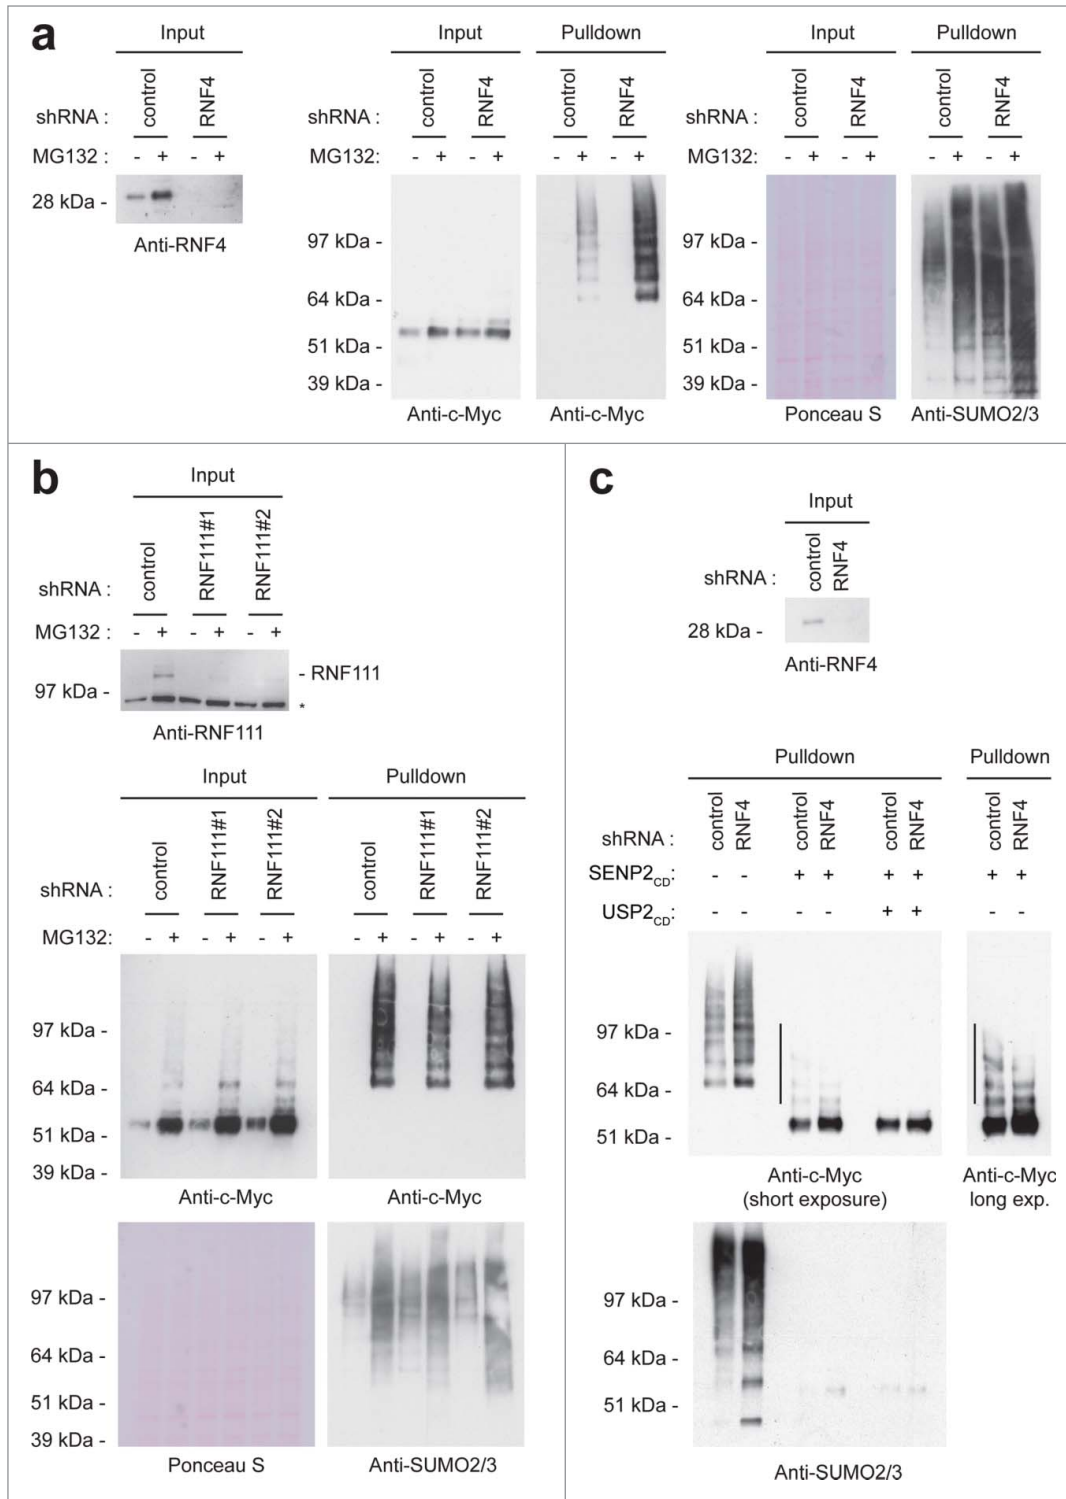 a
Input
Input
Pulldown
Input
Pulldown
shRNA :
control
RNF4
shRNA :
control
RNF4
control
RNF4
shRNA :
control
RNF4
control
RNF4
MG132 :
- + - +
MG132:
- + - +
- + - +
MG132:
- + - +
- + - +
28 kDa -
Anti-RNF4
97 kDa -
64 kDa -
51 kDa -
39 kDa -
Anti-c-Myc
Anti-c-Myc
97 kDa -
64 kDa -
51 kDa -
39 kDa -
Ponceau S
Anti-SUMO2/3
b
Input
shRNA :
control
RNF111#1
RNF111#2
MG132 :
- + - + - +
97 kDa -
- RNF111
*
Anti-RNF111
Input
Pulldown
shRNA :
control
RNF111#1
RNF111#2
control
RNF111#1
RNF111#2
MG132:
- + - + - +
- + - + - +
97 kDa -
64 kDa -
51 kDa -
39 kDa -
Anti-c-Myc
Anti-c-Myc
97 kDa -
64 kDa -
51 kDa -
39 kDa -
Ponceau S
Anti-SUMO2/3
c
Input
shRNA :
control
RNF4
28 kDa -
Anti-RNF4
Pulldown
Pulldown
shRNA :
control
RNF4
control
RNF4
control
RNF4
control
RNF4
SENP2CD:
- - + + + +
+ +
USP2CD:
- - - - + +
- -
97 kDa -
64 kDa -
51 kDa -
Anti-c-Myc
(short exposure)
Anti-c-Myc
long exp.
97 kDa -
64 kDa -
51 kDa -
Anti-SUMO2/3